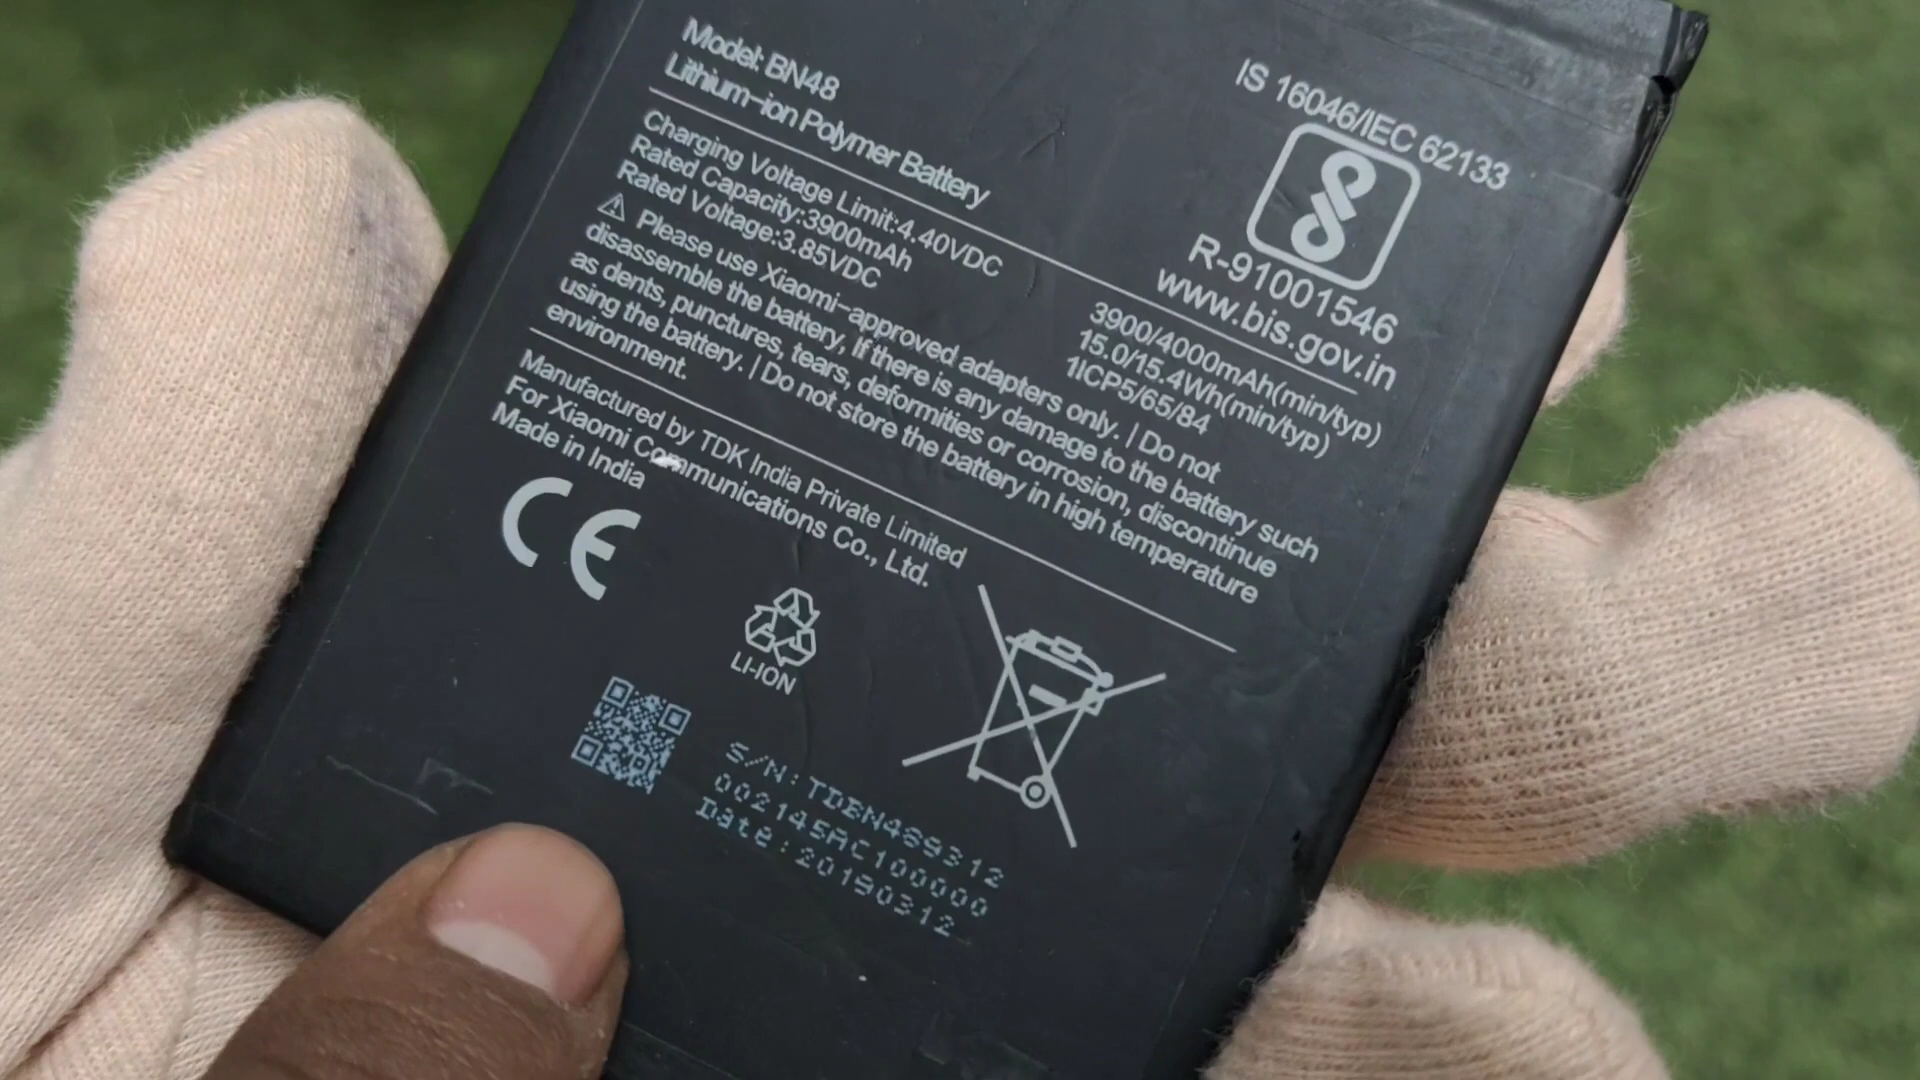 Model: BN48
Lithium-ion Polymer Battery
IS 16046/IEC 62133
R-91001546
www.bis.gov.in
Charging Voltage Limit:4.40VDC
Rated Capacity:3900mAh
Rated Voltage:3.85VDC
3900/4000mAh(min/typ)
15.0/15.4Wh(min/typ)
1ICP5/65/84
Please use Xiaomi-approved adapters only. | Do not
disassemble the battery, If there is any damage to the battery such
as dents, punctures, tears, deformities or corrosion, discontinue
using the battery. | Do not store the battery in high temperature
environment.
Manufactured by TDK India Private Limited
For Xiaomi Communications Co., Ltd.
Made in India
CE
LI-ION
S/N:TDBN489312
002145AC100000
Date:20190312